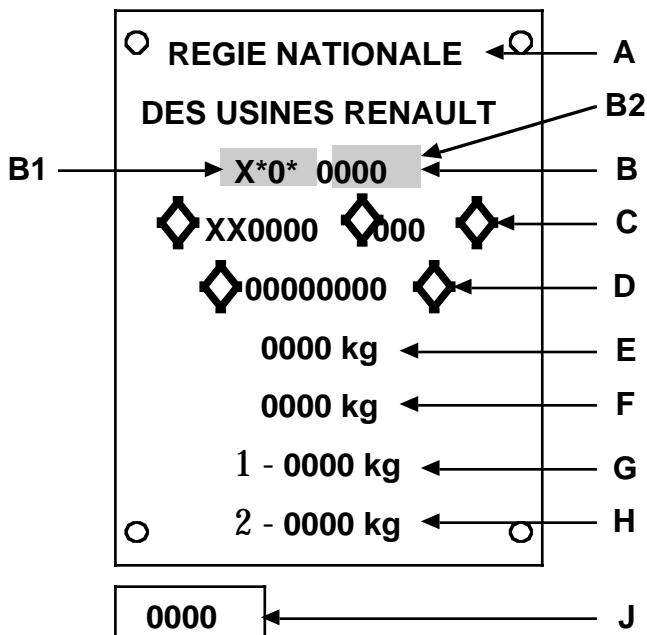 REGIE NATIONALE A
DES USINES RENAULT B2
B1 X*0* 0000 B
XX0000 000 C
00000000 D
0000 kg E
0000 kg F
1 - 0000 kg G
2 - 0000 kg H
0000 J